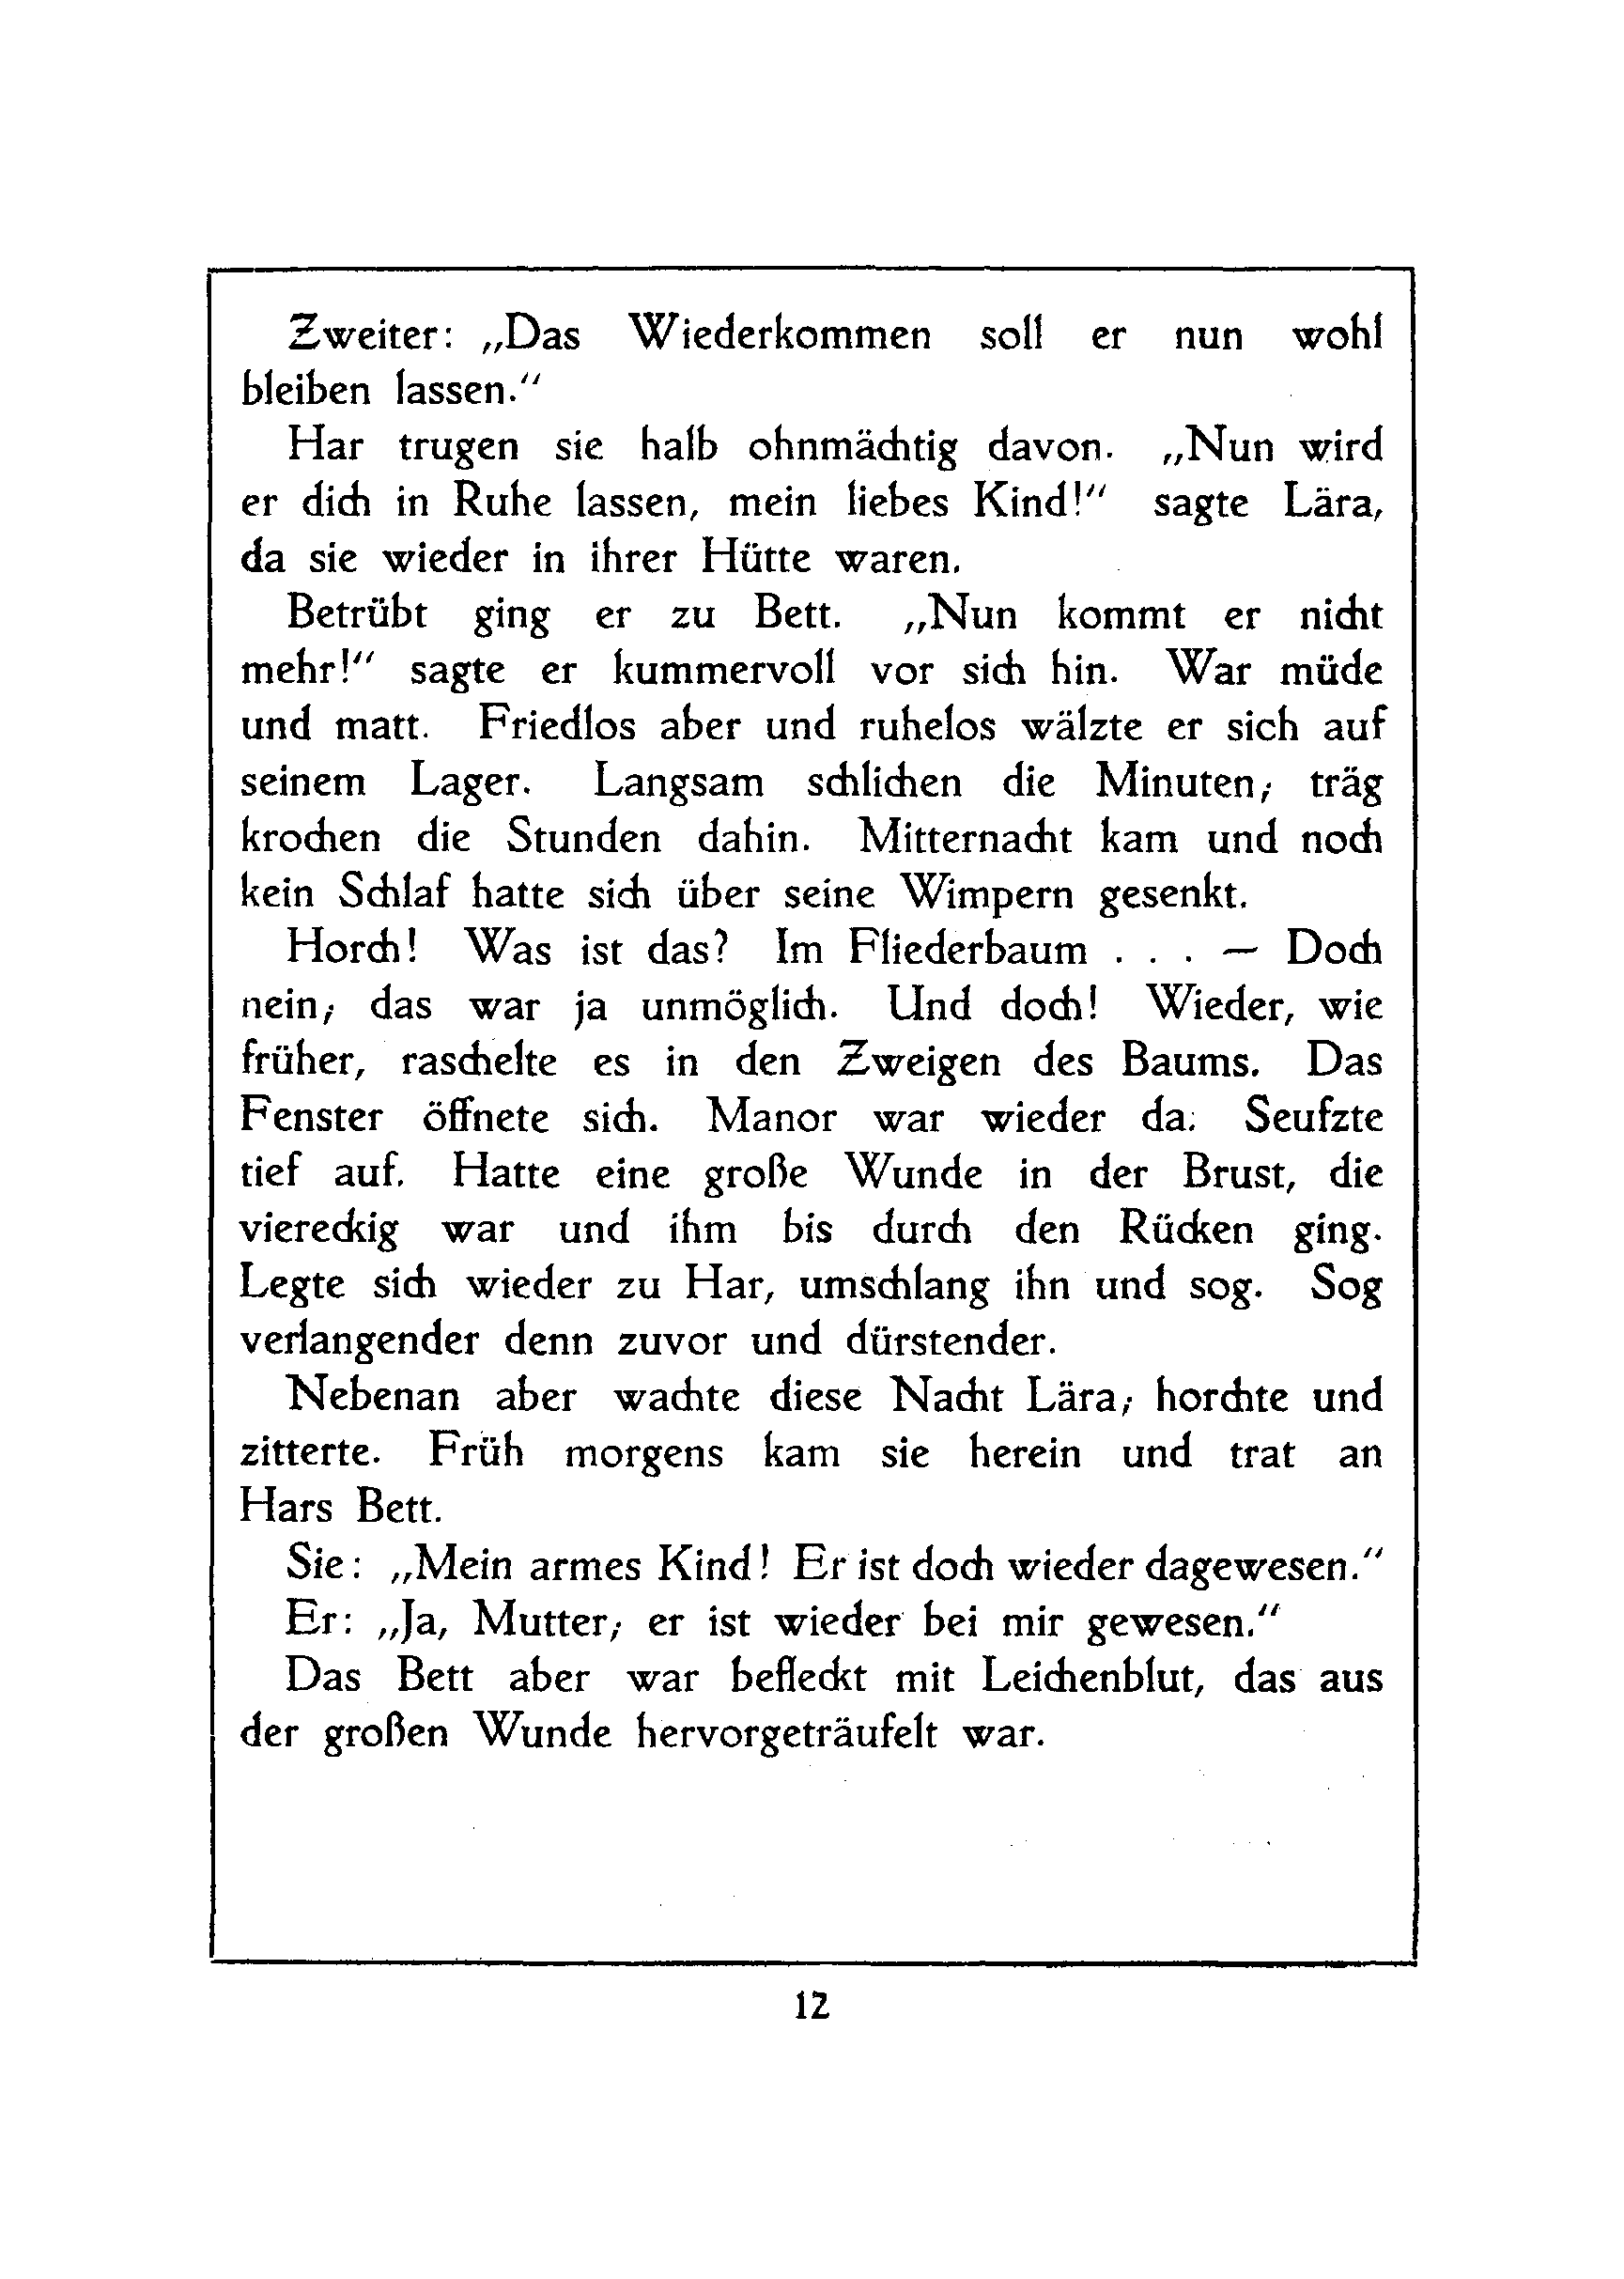 Zweiter: „Das Wiederkommen soll er nun wohl
bleiben lassen."
Har trugen sie halb ohnmächtig davon. „Nun wird
er dich in Ruhe lassen, mein liebes Kind!" sagte Lära,
da sie wieder in ihrer Hütte waren.
Betrübt ging er zu Bett. „Nun kommt er nicht
mehr!" sagte er kummervoll vor sich hin. War müde
und matt. Friedlos aber und ruhelos wälzte er sich auf
seinem Lager. Langsam schlichen die Minuten; träg
krochen die Stunden dahin. Mitternacht kam und noch
kein Schlaf hatte sich über seine Wimpern gesenkt.
Horch! Was ist das? Im Fliederbaum . . . — Doch
nein; das war ja unmöglich. Und doch! Wieder, wie
früher, raschelte es in den Zweigen des Baums. Das
Fenster öffnete sich. Manor war wieder da. Seufzte
tief auf. Hatte eine große Wunde in der Brust, die
viereckig war und ihm bis durch den Rücken ging.
Legte sich wieder zu Har, umschlang ihn und sog. Sog
verlangender denn zuvor und dürstender.
Nebenan aber wachte diese Nacht Lära; horchte und
zitterte. Früh morgens kam sie herein und trat an
Hars Bett.
Sie: „Mein armes Kind! Er ist doch wieder dagewesen."
Er: „Ja, Mutter; er ist wieder bei mir gewesen."
Das Bett aber war befleckt mit Leichenblut, das aus
der großen Wunde hervorgeträufelt war.
12